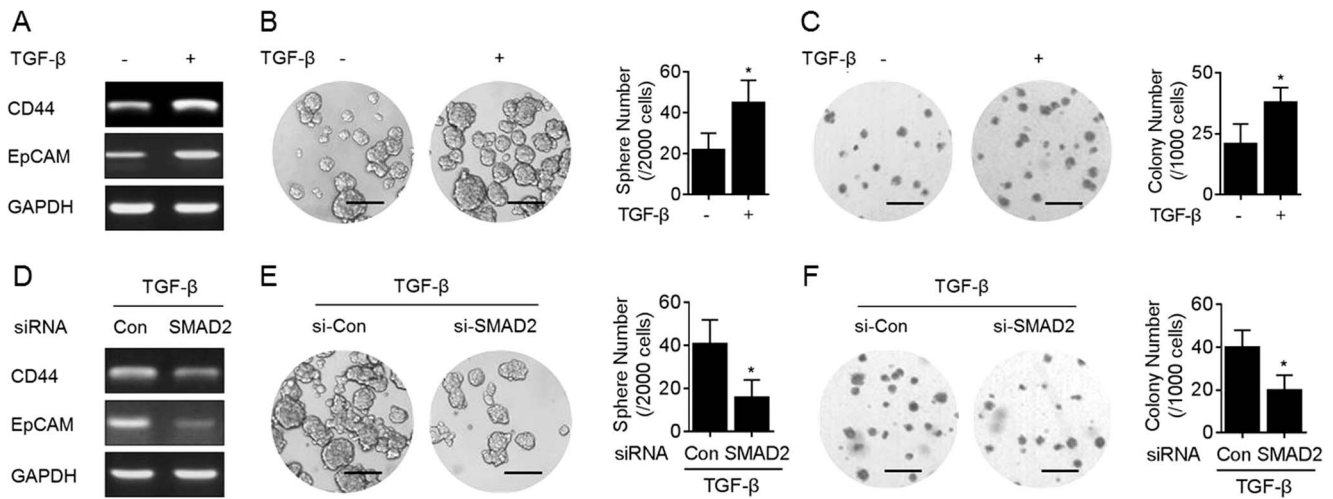 A
TGF-β - +
CD44
EpCAM
GAPDH
B
TGF-β - +
Sphere Number
(/2000 cells)
60
40
20
0
*
TGF-β - +
C
TGF-β - +
Colony Number
(/1000 cells)
50
25
0
*
TGF-β - +
D
TGF-β
siRNA Con SMAD2
CD44
EpCAM
GAPDH
E
TGF-β
si-Con si-SMAD2
Sphere Number
(/2000 cells)
60
40
20
0
*
siRNA Con SMAD2
TGF-β
F
TGF-β
si-Con si-SMAD2
Colony Number
(/1000 cells)
60
40
20
0
*
siRNA Con SMAD2
TGF-β